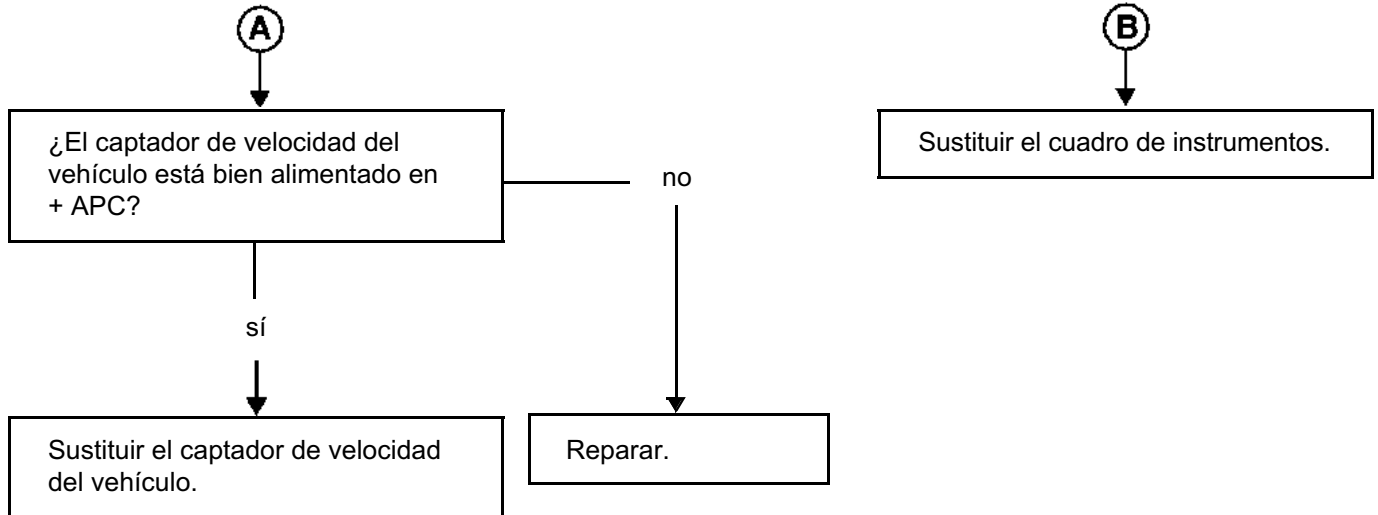 A
¿El captador de velocidad del
vehículo está bien alimentado en
+ APC?
no
sí
Sustituir el captador de velocidad
del vehículo.
Reparar.
B
Sustituir el cuadro de instrumentos.